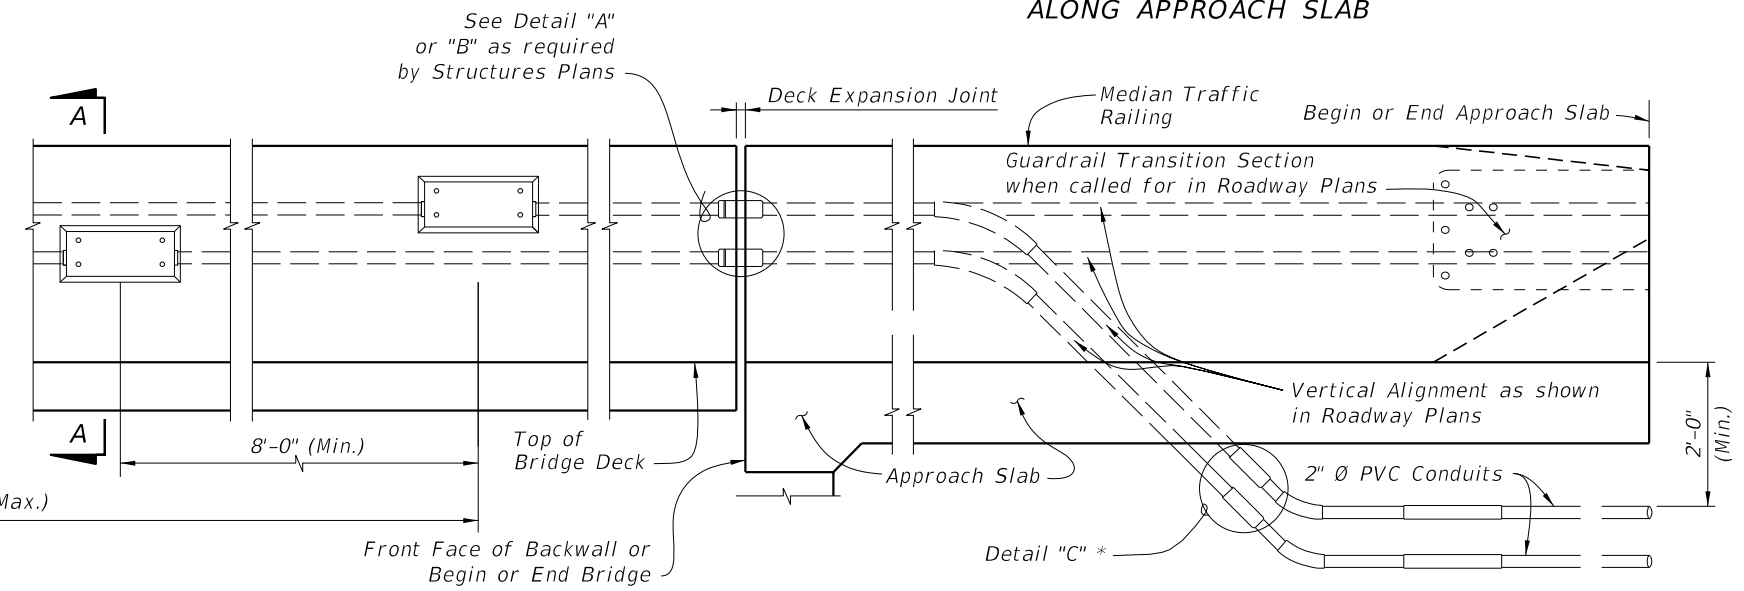 ALONG APPROACH SLAB
See Detail "A"
or "B" as required
by Structures Plans
Deck Expansion Joint
Median Traffic
Railing
Begin or End Approach Slab
A
Guardrail Transition Section
when called for in Roadway Plans
Vertical Alignment as shown
in Roadway Plans
2'-0"
(Min.)
A
8'-0" (Min.)
Top of
Bridge Deck
Approach Slab
2" Ø PVC Conduits
Max.)
Front Face of Backwall or
Begin or End Bridge
Detail "C" *